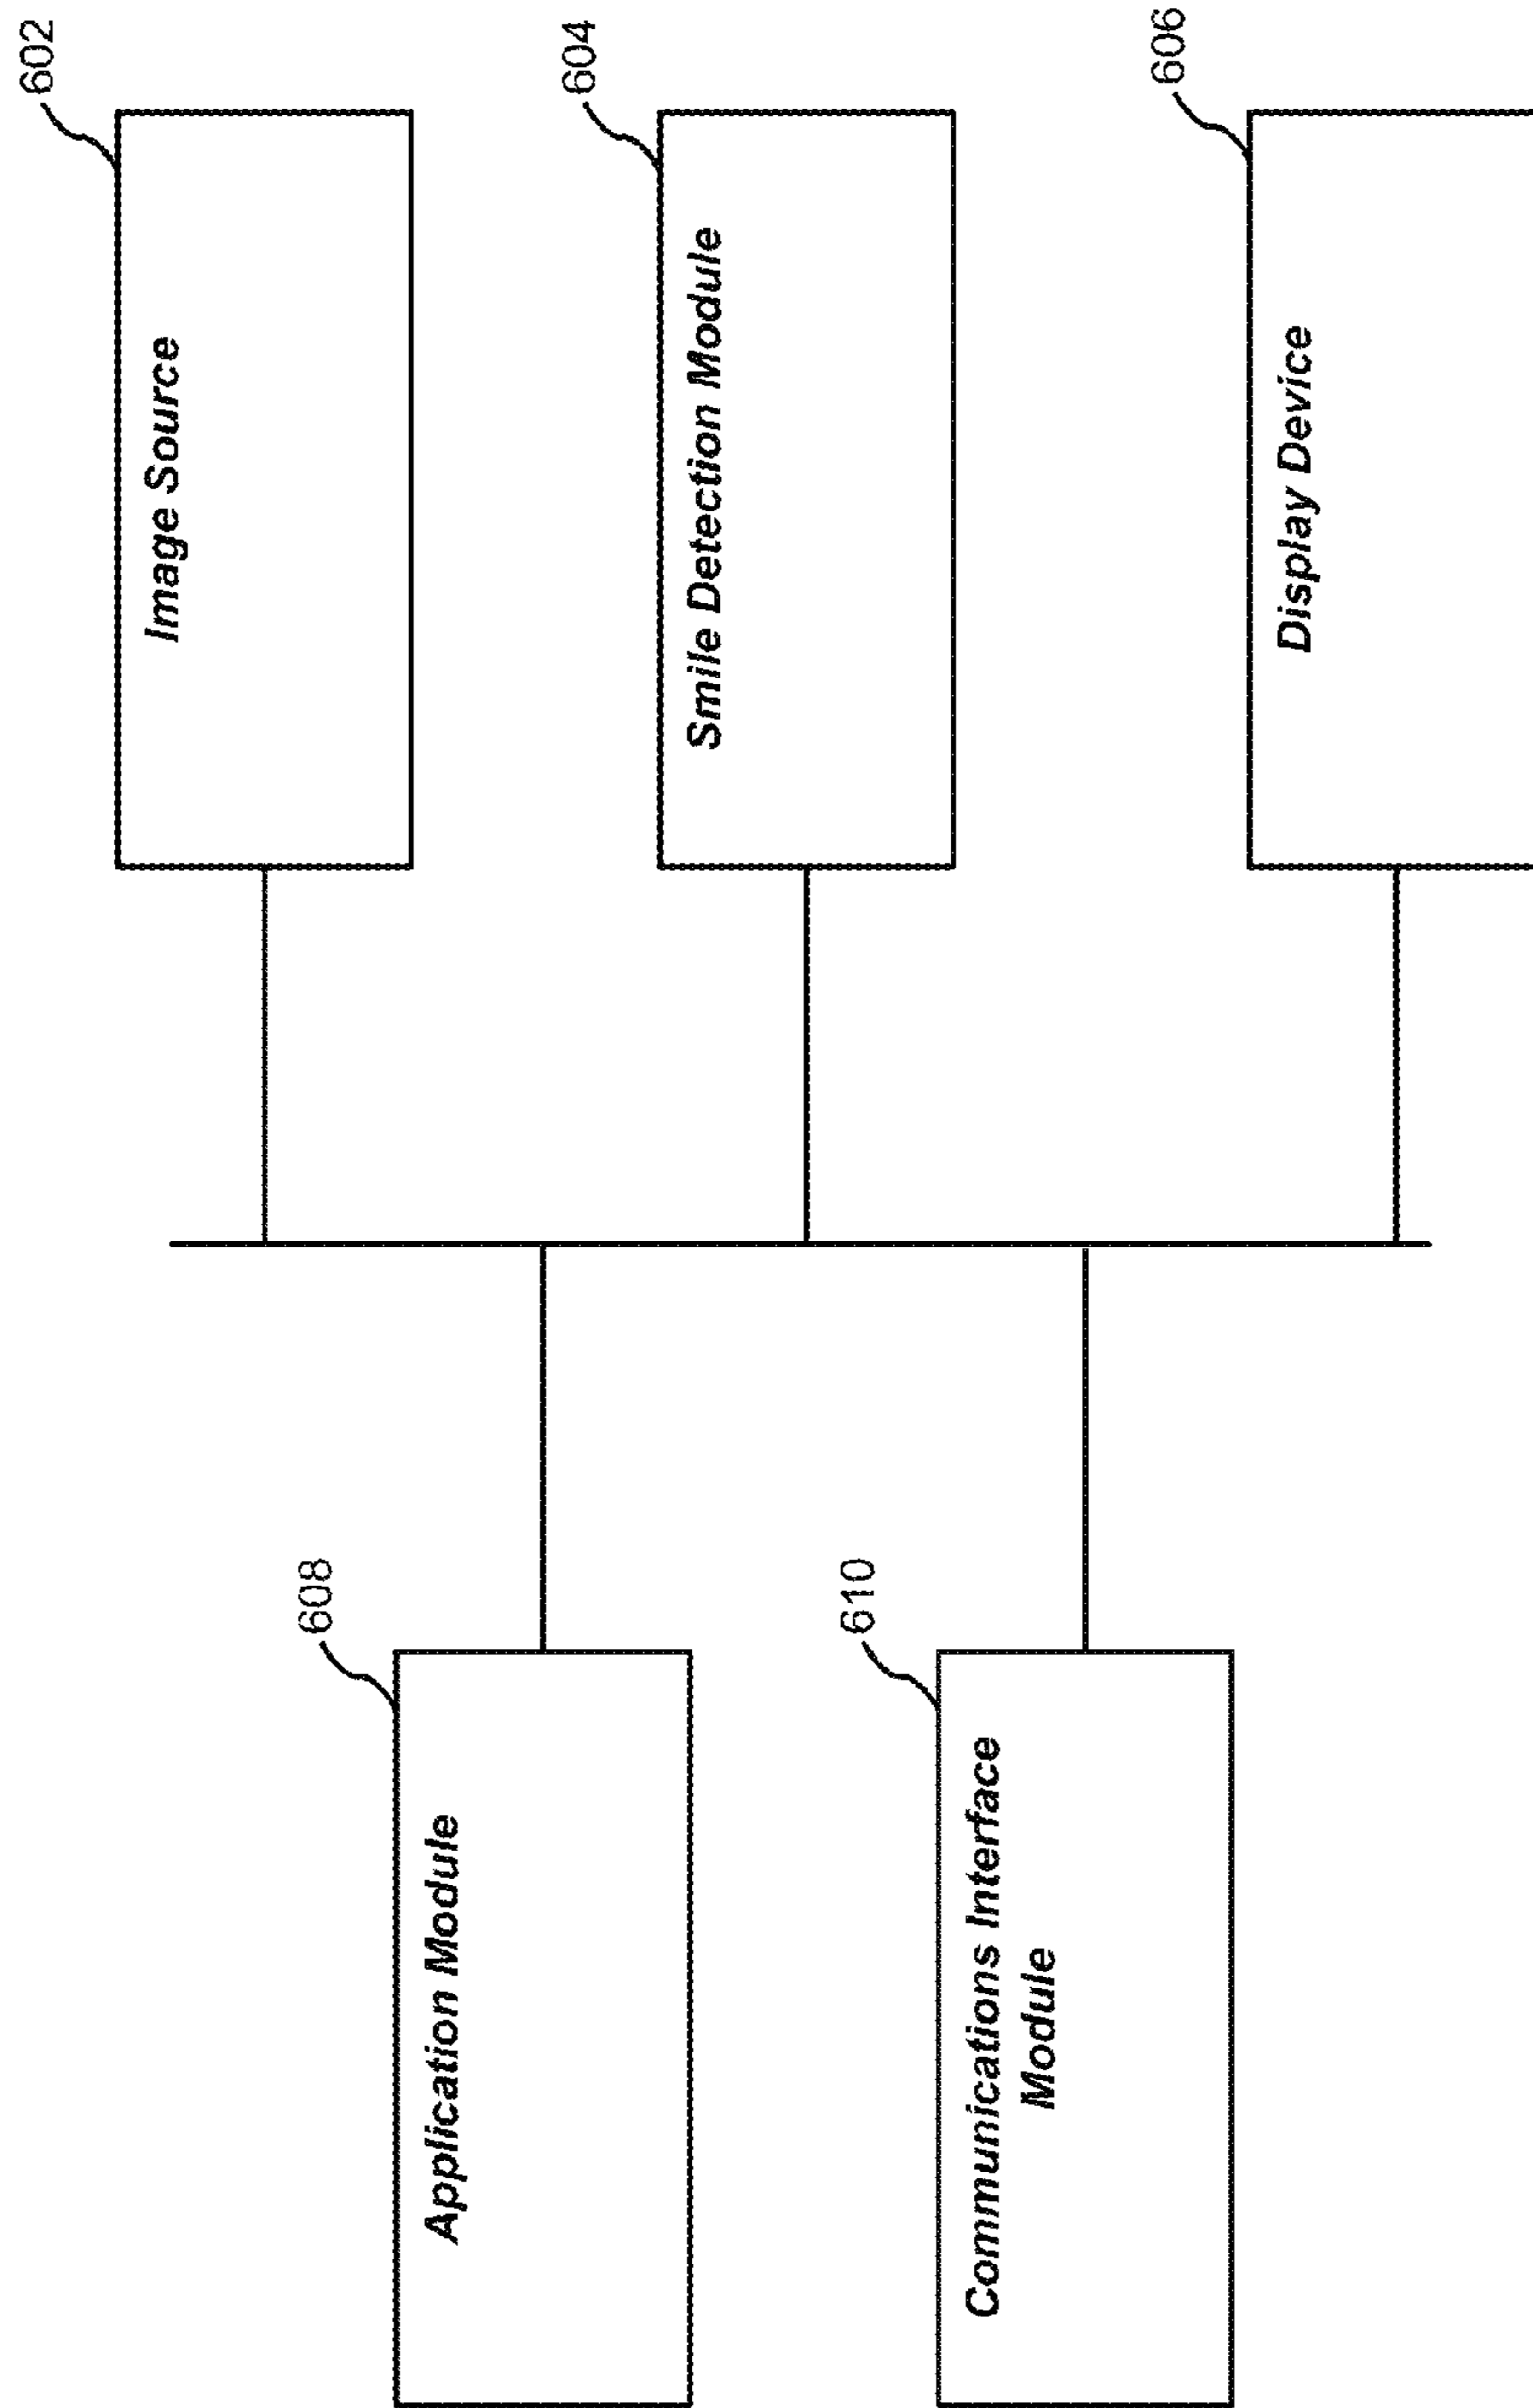 602
Image Source
604
Smile Detection Module
606
Display Device
608
Application Module
610
Communications Interface
Module